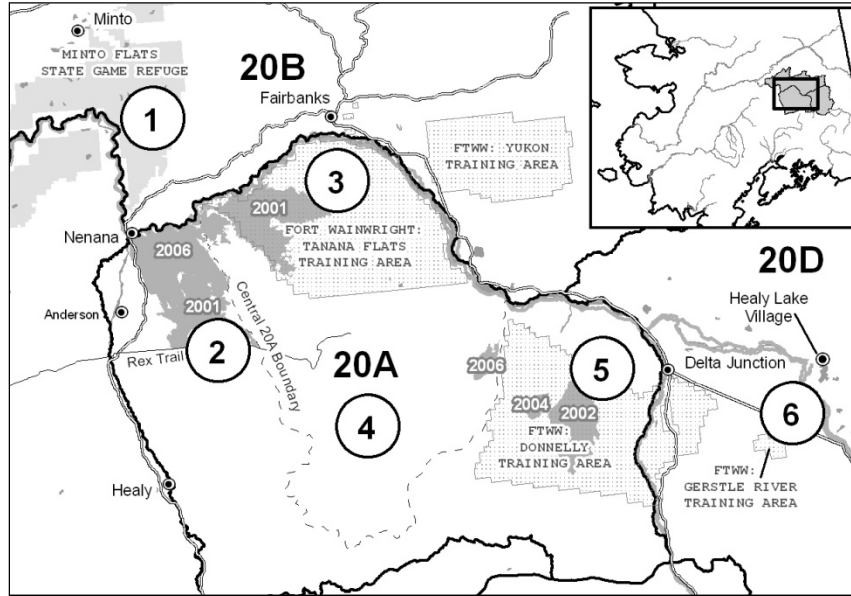 Minto
MINTO FLATS
STATE GAME REFUGE
20B
Fairbanks
1
FTWW: YUKON
TRAINING AREA
3
2001
Nenana
FORT WAINWRIGHT:
TANANA FLATS
TRAINING AREA
2006
20D
Healy Lake
Village
2001
Anderson
Central 20A Boundary
2
Rex Trail
20A
2006
5
Delta Junction
2004
2002
4
6
FTWW:
DONNELLY
TRAINING AREA
FTWW:
GERSTLE RIVER
TRAINING AREA
Healy